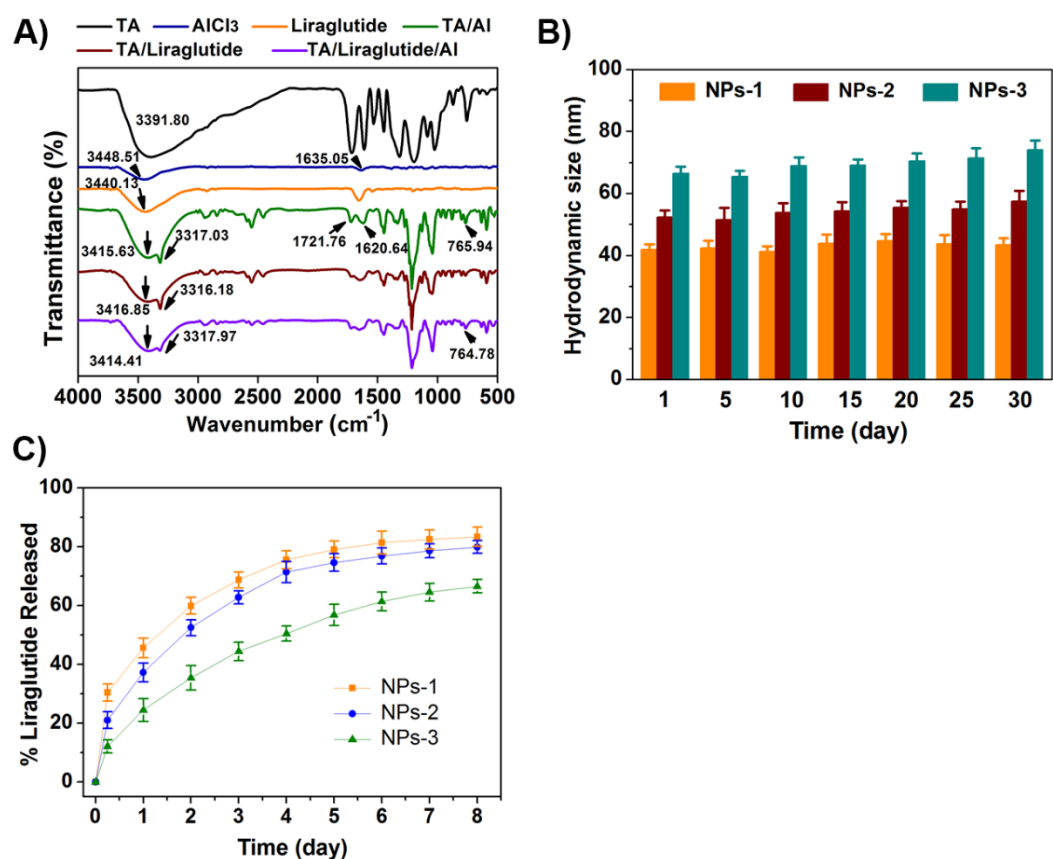 A)
TA AlCl3 Liraglutide TA/Al
TA/Liraglutide TA/Liraglutide/Al
Transmittance (%)
3391.80
3448.51
1635.05
3440.13
3415.63
3317.03
1721.76
1620.64
765.94
3416.85
3316.18
3414.41
3317.97
764.78
4000 3500 3000 2500 2000 1500 1000 500
Wavenumber (cm-1)
B)
Hydrodynamic size (nm)
100
80
60
40
20
0
NPs-1 NPs-2 NPs-3
1 5 10 15 20 25 30
Time (day)
C)
% Liraglutide Released
100
80
60
40
20
0
NPs-1
NPs-2
NPs-3
0 1 2 3 4 5 6 7 8
Time (day)